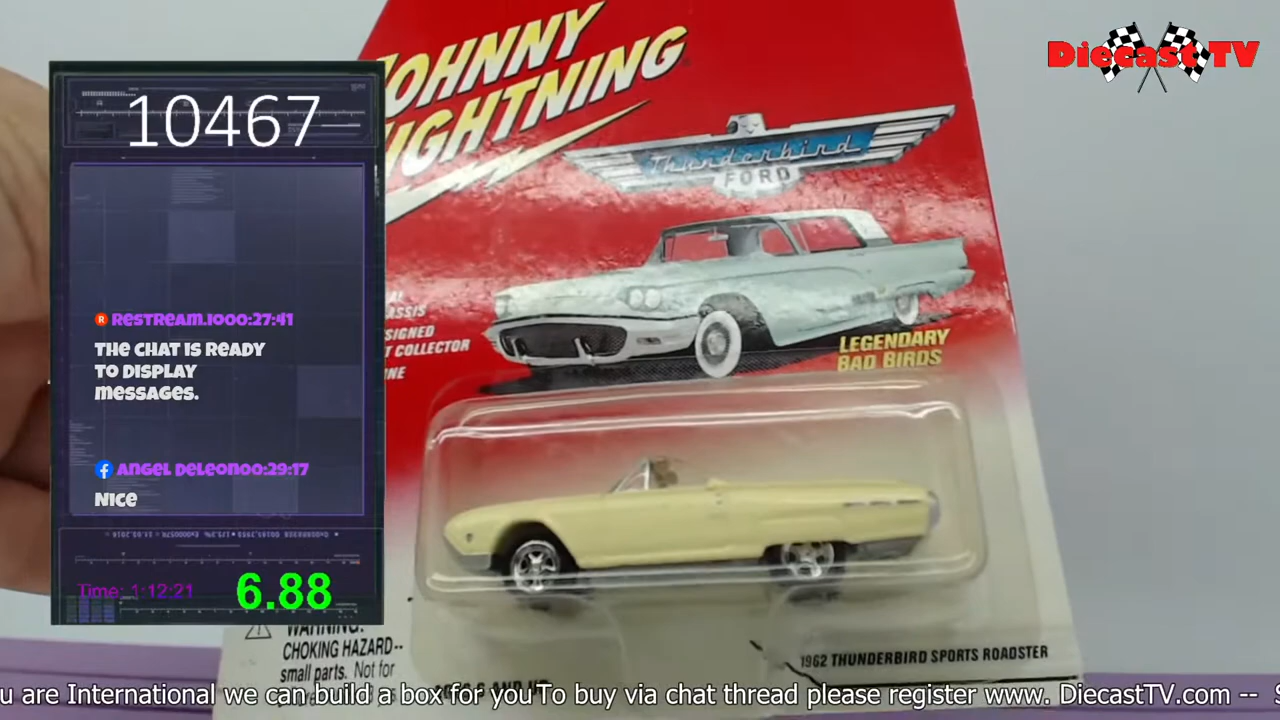 Diecast TV
10467
Restream.io00:27:41
The chat is ready
to display
messages.
Angel Deleon00:29:17
Nice
Time: 1:12:21
6.88
JOHNNY
LIGHTNING
Thunderbird
FORD
COLLECTOR
LEGENDARY
BAD BIRDS
WARNING:
CHOKING HAZARD--
small parts. Not for
1962 THUNDERBIRD SPORTS ROADSTER
u are International we can build a box for you To buy via chat thread please register www. DiecastTV.com -- S